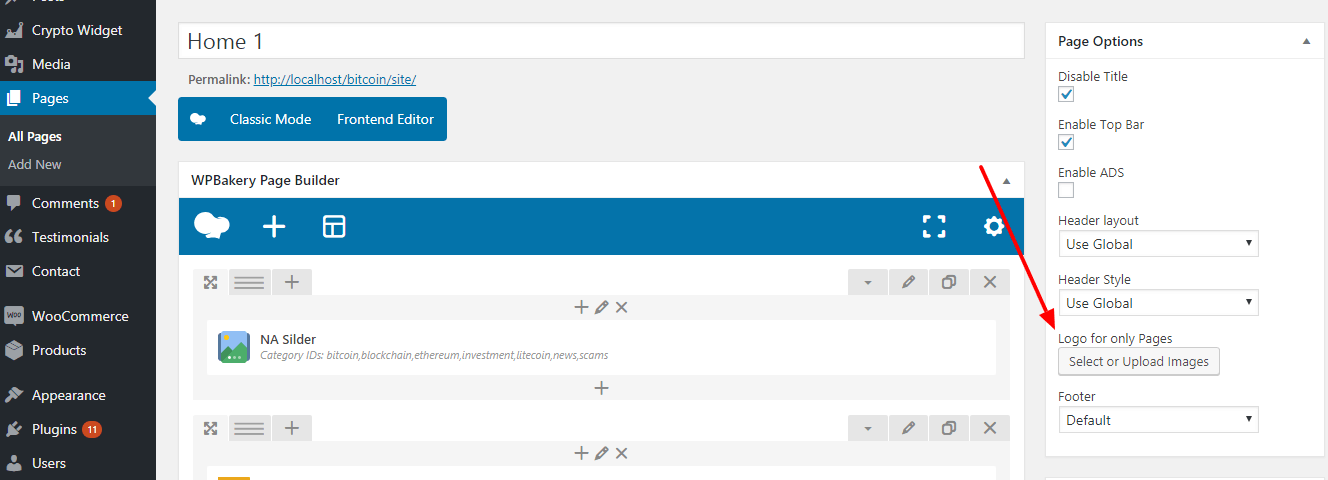 Crypto Widget
Media
Pages
All Pages
Add New
Comments 1
Testimonials
Contact
WooCommerce
Products
Appearance
Plugins 11
Users
Home 1
Permalink: http://localhost/bitcoin/site/
Classic Mode Frontend Editor
WPBakery Page Builder
NA Silder
Category IDs: bitcoin,blockchain,ethereum,investment,litecoin,news,scams
Page Options
Disable Title
Enable Top Bar
Enable ADS
Header layout
Use Global
Header Style
Use Global
Logo for only Pages
Select or Upload Images
Footer
Default